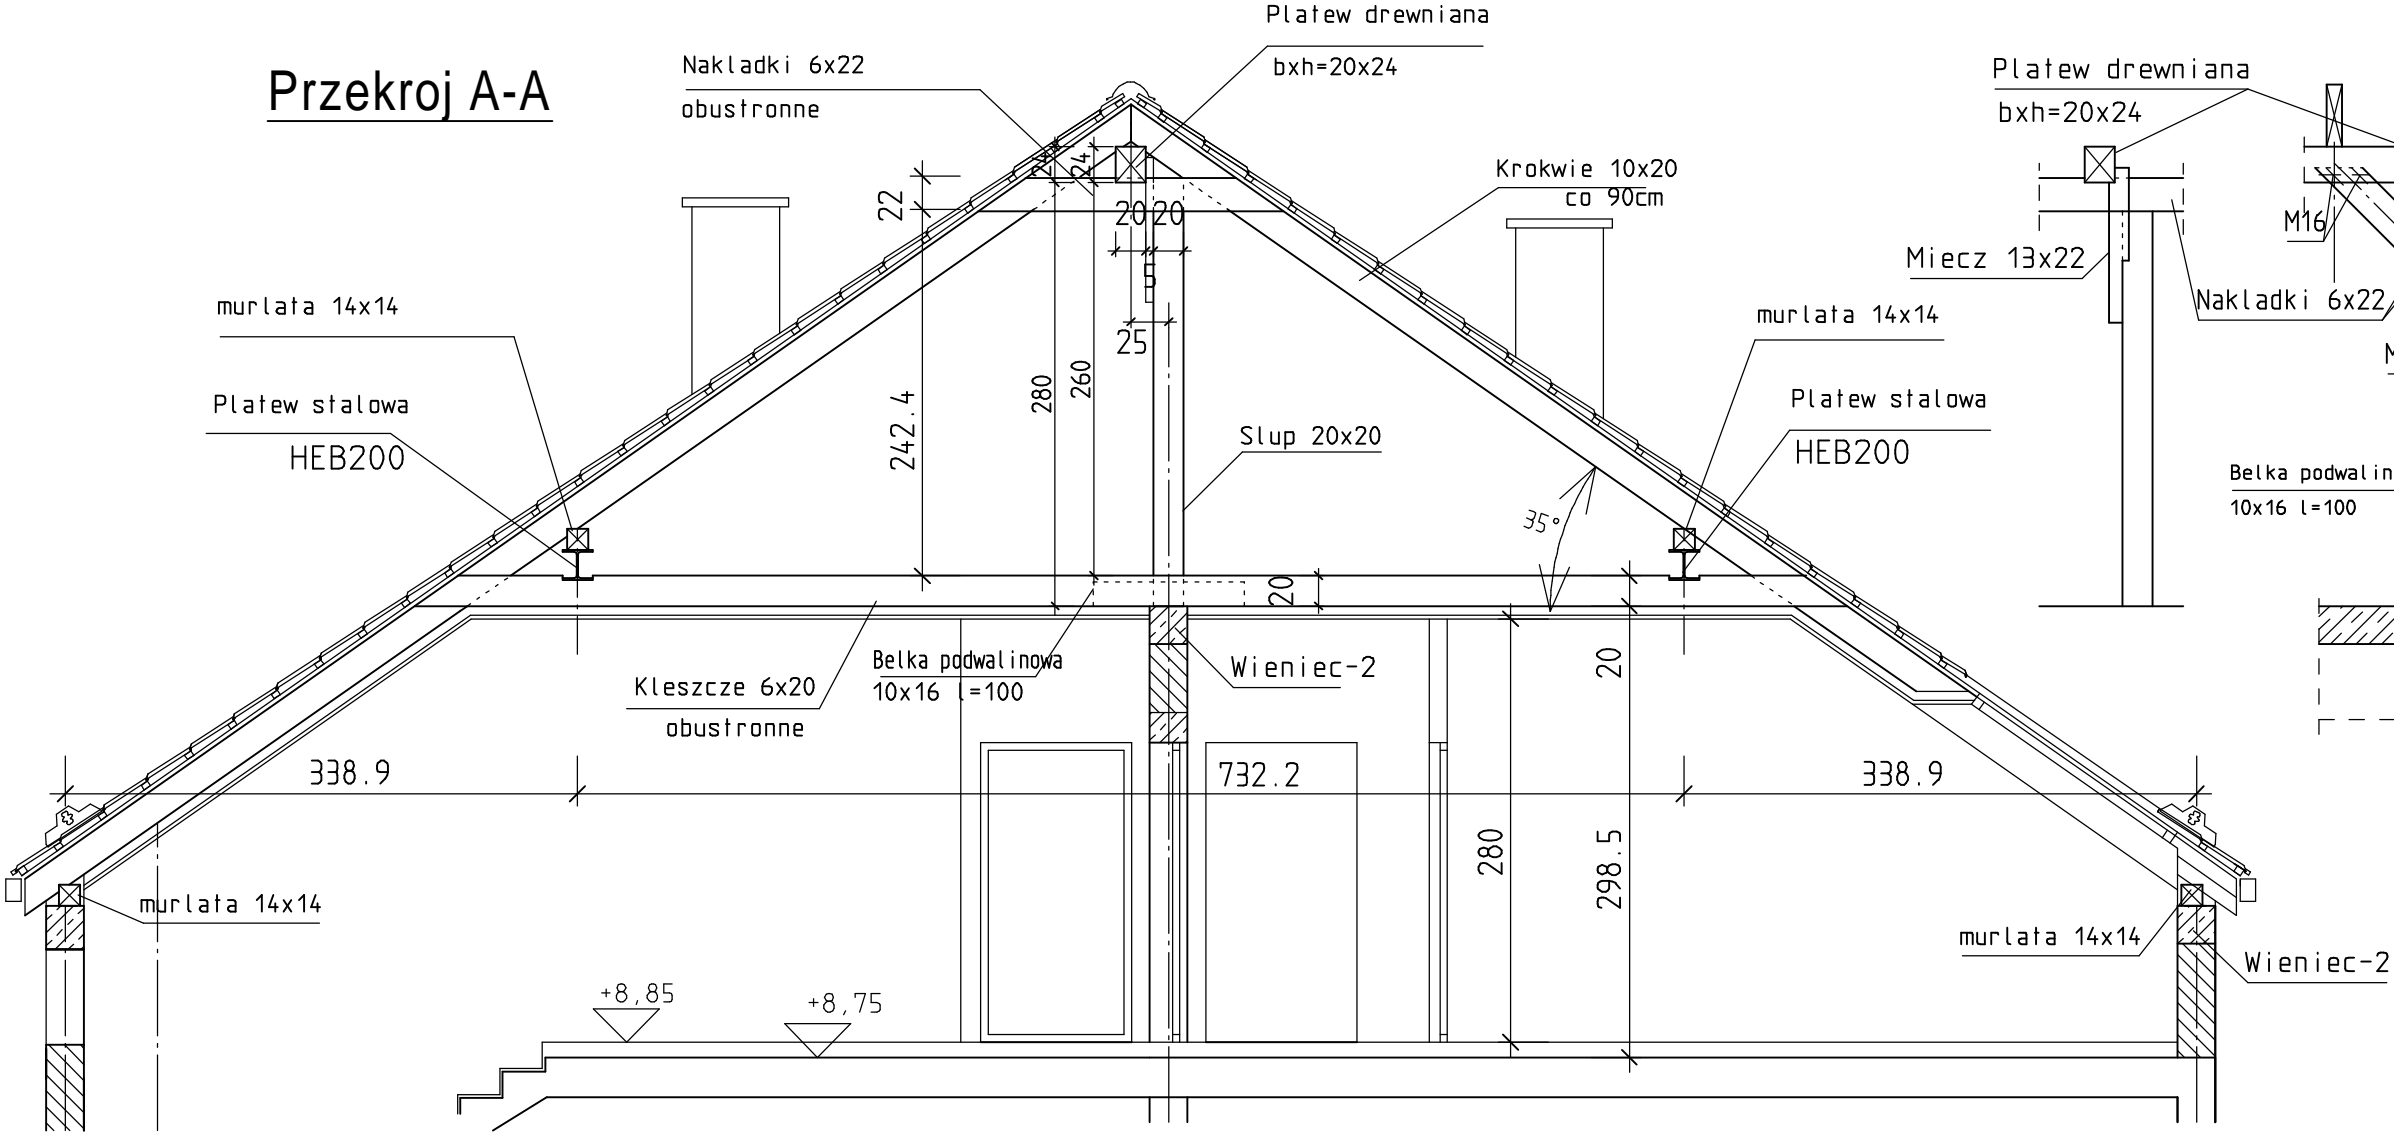 Przekroj A-A
Nakladki 6x22
obustronne
Platew drewniana
bxh=20x24
Krokwie 10x20
co 90cm
Platew drewniana
bxh=20x24
M16
Miecz 13x22
Nakladki 6x22
Belka podwalin
10x16 l=100
murlata 14x14
Platew stalowa
HEB200
22
24
24
20 20
5
25
242.4
280
260
Slup 20x20
35°
murlata 14x14
Platew stalowa
HEB200
20
Kleszcze 6x20
obustronne
Belka podwalinowa
10x16 l=100
Wieniec-2
20
338.9
732.2
338.9
280
298.5
murlata 14x14
murlata 14x14
Wieniec-2
+8,85
+8,75